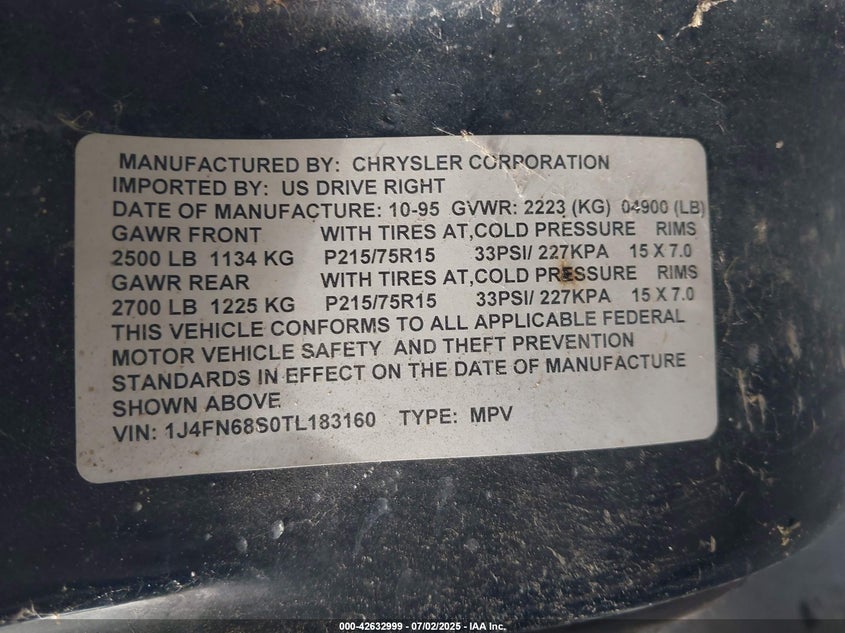 MANUFACTURED BY: CHRYSLER CORPORATION
IMPORTED BY: US DRIVE RIGHT
DATE OF MANUFACTURE: 10-95 GVWR: 2223 (KG) 04900 (LB)
GAWR FRONT WITH TIRES AT,COLD PRESSURE RIMS
2500 LB 1134 KG P215/75R15 33PSI/ 227KPA 15 X 7.0
GAWR REAR WITH TIRES AT,COLD PRESSURE RIMS
2700 LB 1225 KG P215/75R15 33PSI/ 227KPA 15 X 7.0
THIS VEHICLE CONFORMS TO ALL APPLICABLE FEDERAL
MOTOR VEHICLE SAFETY AND THEFT PREVENTION
STANDARDS IN EFFECT ON THE DATE OF MANUFACTURE
SHOWN ABOVE
VIN: 1J4FN68S0TL183160 TYPE: MPV
000-42632999 - 07/02/2025 - IAA Inc.